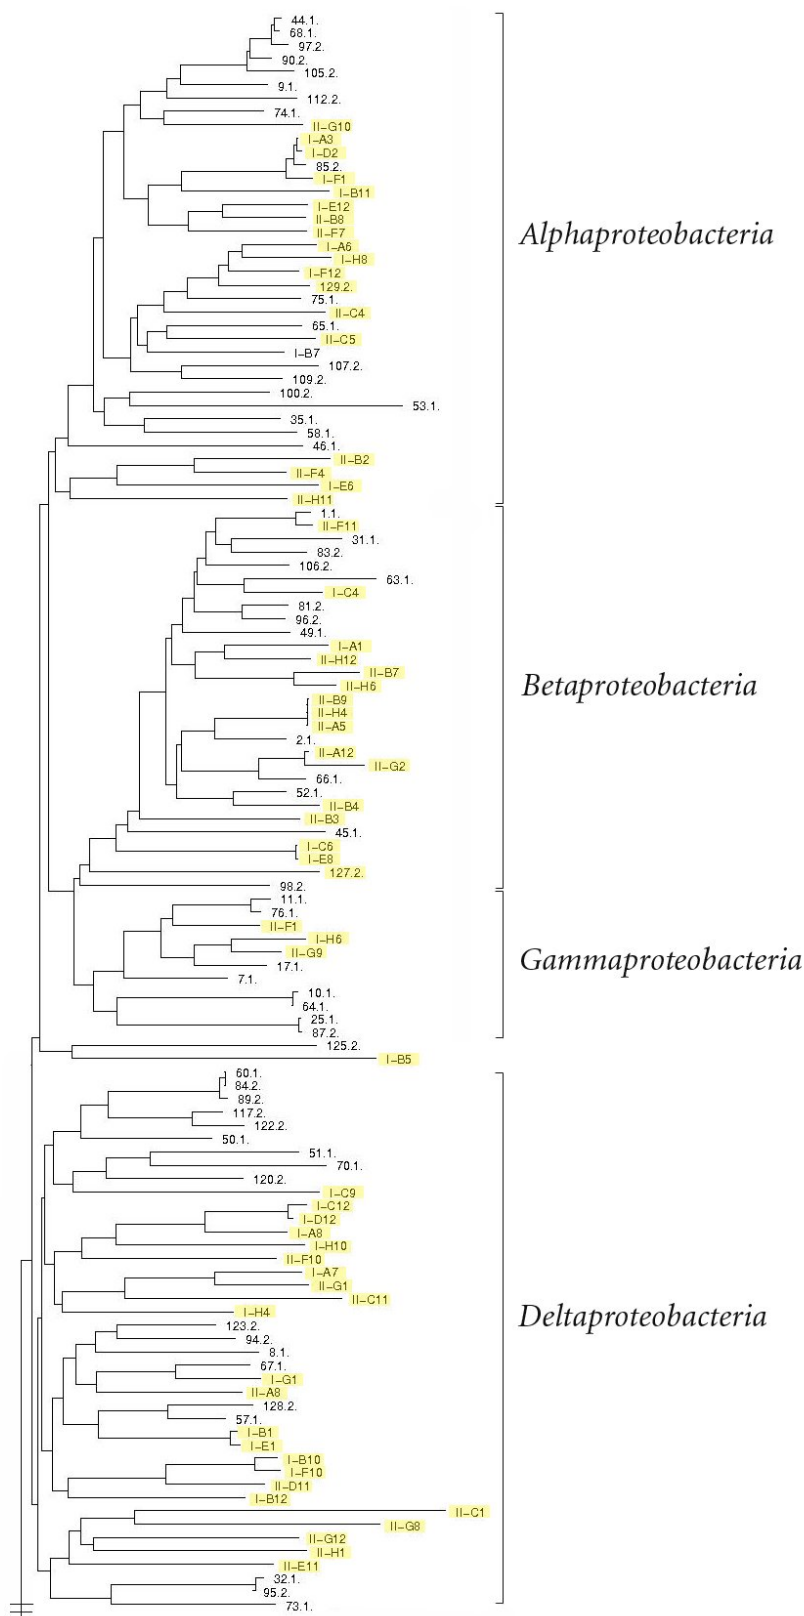 44.1.
68.1.
97.2.
90.2.
105.2.
9.1.
112.2.
74.1.
II–G10
I–A3
I–D2
85.2.
I–F1
I–B11
I–E12
II–B8
II–F7
Alphaproteobacteria
I–A6
I–H8
I–F12
129.2.
75.1.
II–C4
65.1.
II–C5
I–B7
107.2.
109.2.
100.2.
53.1.
35.1.
58.1.
46.1.
II–B2
II–F4
I–E6
II–H11
1.1.
II–F11
31.1.
83.2.
106.2.
63.1.
I–C4
81.2.
96.2.
49.1.
I–A1
II–H12
II–B7
II–H6
Betaproteobacteria
II–B9
II–H4
II–A5
2.1.
II–A12
II–G2
66.1.
52.1.
II–B4
II–B3
45.1.
I–C6
I–E8
127.2.
98.2.
11.1.
76.1.
II–F1
I–H6
II–G9
Gammaproteobacteria
17.1.
7.1.
10.1.
64.1.
25.1.
87.2.
125.2.
I–B5
60.1.
84.2.
89.2.
117.2.
122.2.
50.1.
51.1.
70.1.
120.2.
I–C9
I–C12
I–D12
I–A8
I–H10
II–F10
I–A7
II–G1
II–C11
I–H4
Deltaproteobacteria
123.2.
94.2.
8.1.
67.1.
I–G1
II–A8
128.2.
57.1.
I–B1
I–E1
I–B10
I–F10
II–D11
I–B12
II–C1
II–G8
II–G12
II–H1
II–E11
32.1.
95.2.
73.1.